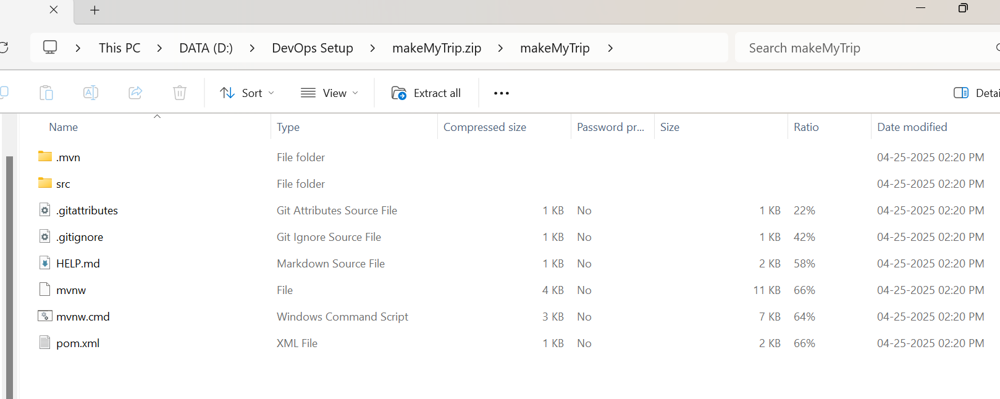 This PC > DATA (D:) > DevOps Setup > makeMyTrip.zip > makeMyTrip > Search makeMyTrip
Sort View Extract all ••• Detai
Name Type Compressed size Password pr... Size Ratio Date modified
.mvn File folder 04-25-2025 02:20 PM
src File folder 04-25-2025 02:20 PM
.gitattributes Git Attributes Source File 1 KB No 1 KB 22% 04-25-2025 02:20 PM
.gitignore Git Ignore Source File 1 KB No 1 KB 42% 04-25-2025 02:20 PM
HELP.md Markdown Source File 1 KB No 2 KB 58% 04-25-2025 02:20 PM
mvnw File 4 KB No 11 KB 66% 04-25-2025 02:20 PM
mvnw.cmd Windows Command Script 3 KB No 7 KB 64% 04-25-2025 02:20 PM
pom.xml XML File 1 KB No 2 KB 66% 04-25-2025 02:20 PM